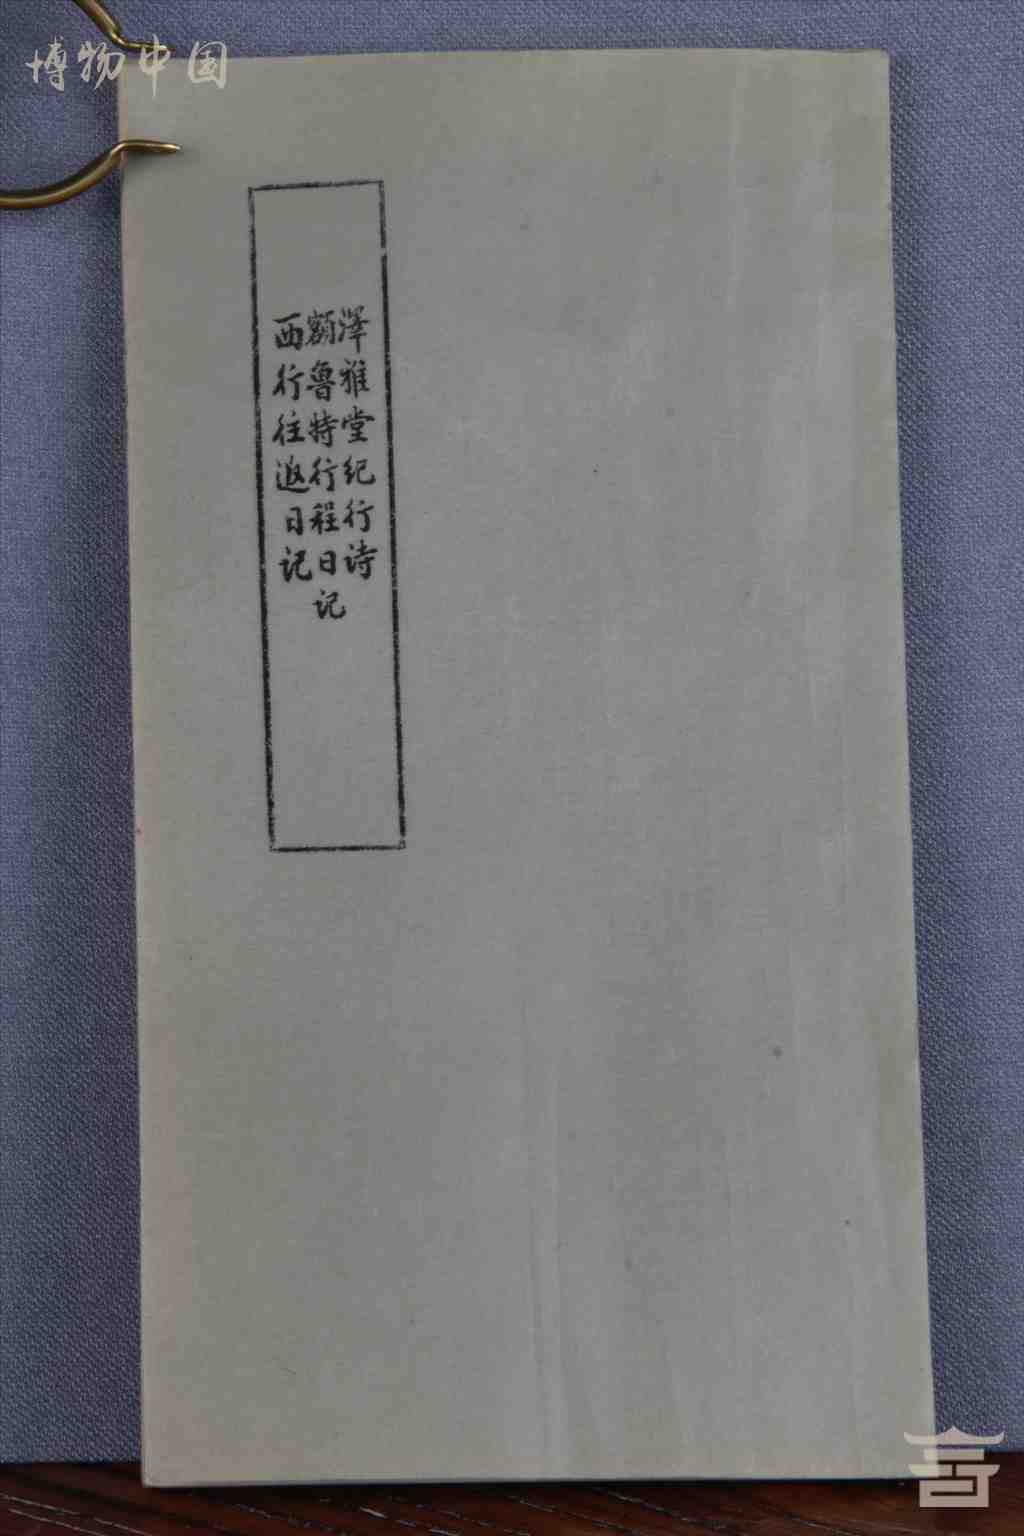 博物中国
泽雅堂纪行诗
额鲁特行程日记
西行往返日记